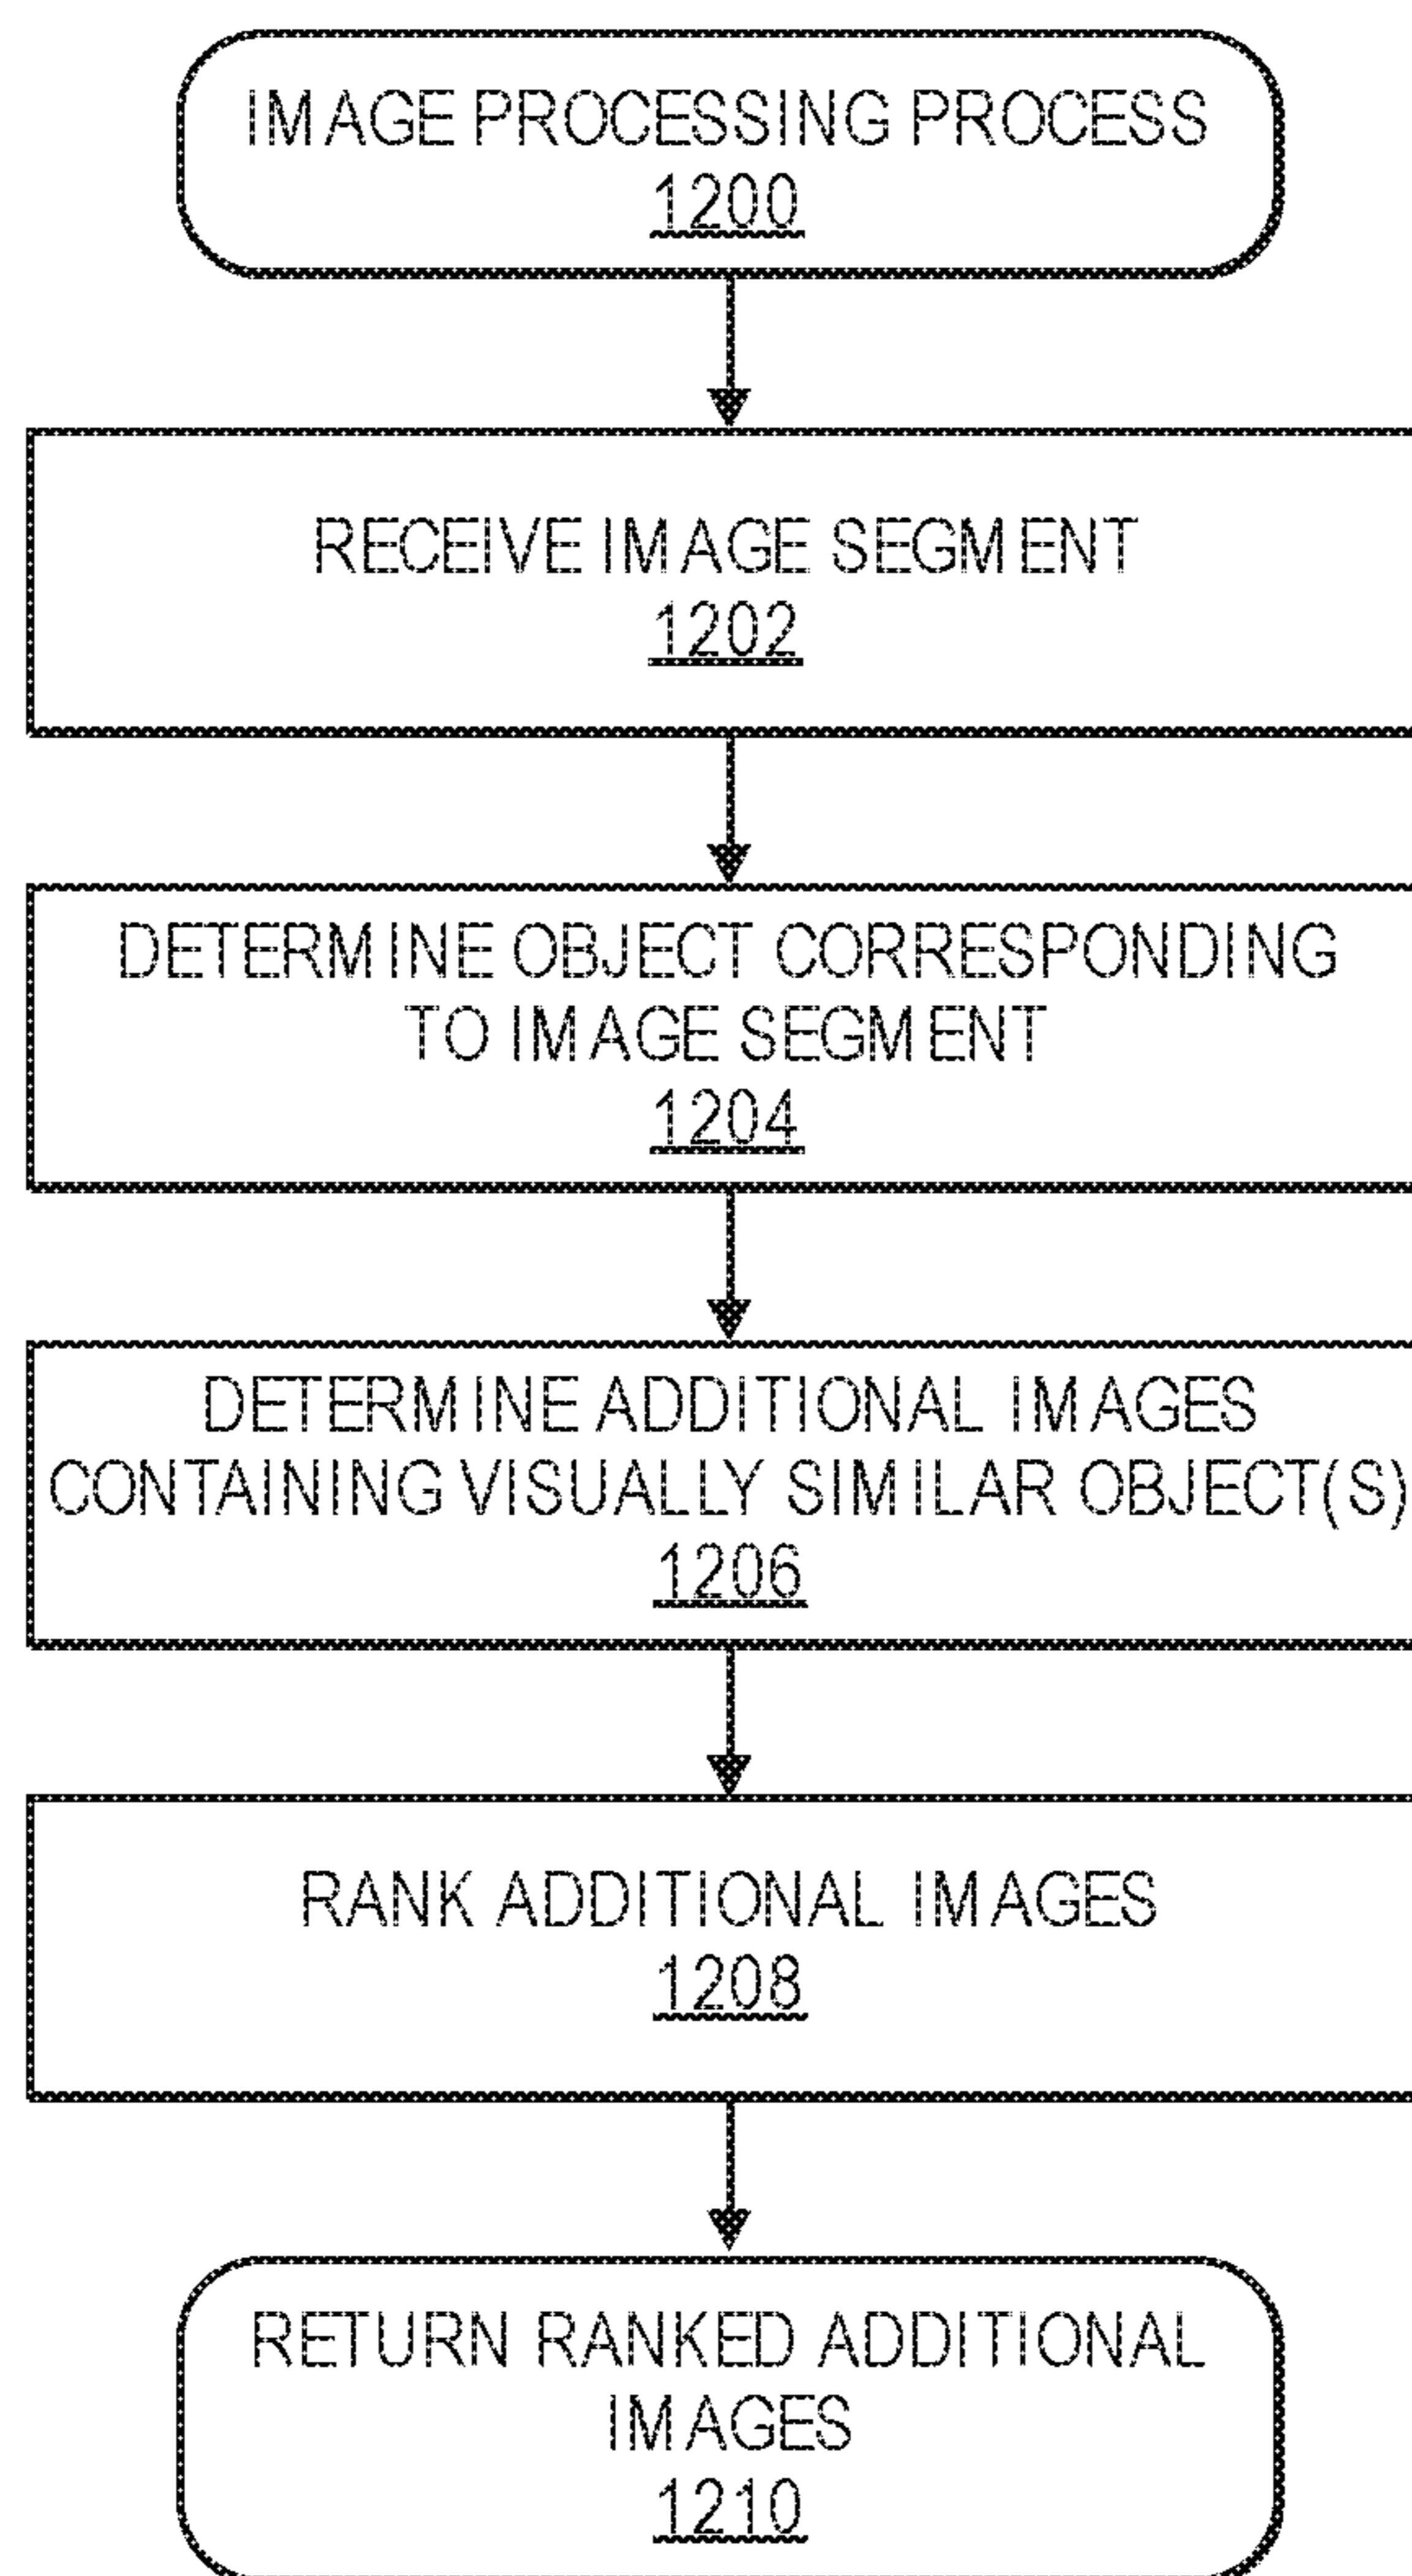 IMAGE PROCESSING PROCESS
1200
RECEIVE IMAGE SEGMENT
1202
DETERMINE OBJECT CORRESPONDING
TO IMAGE SEGMENT
1204
DETERMINE ADDITIONAL IMAGES
CONTAINING VISUALLY SIMILAR OBJECT(S)
1206
RANK ADDITIONAL IMAGES
1208
RETURN RANKED ADDITIONAL
IMAGES
1210